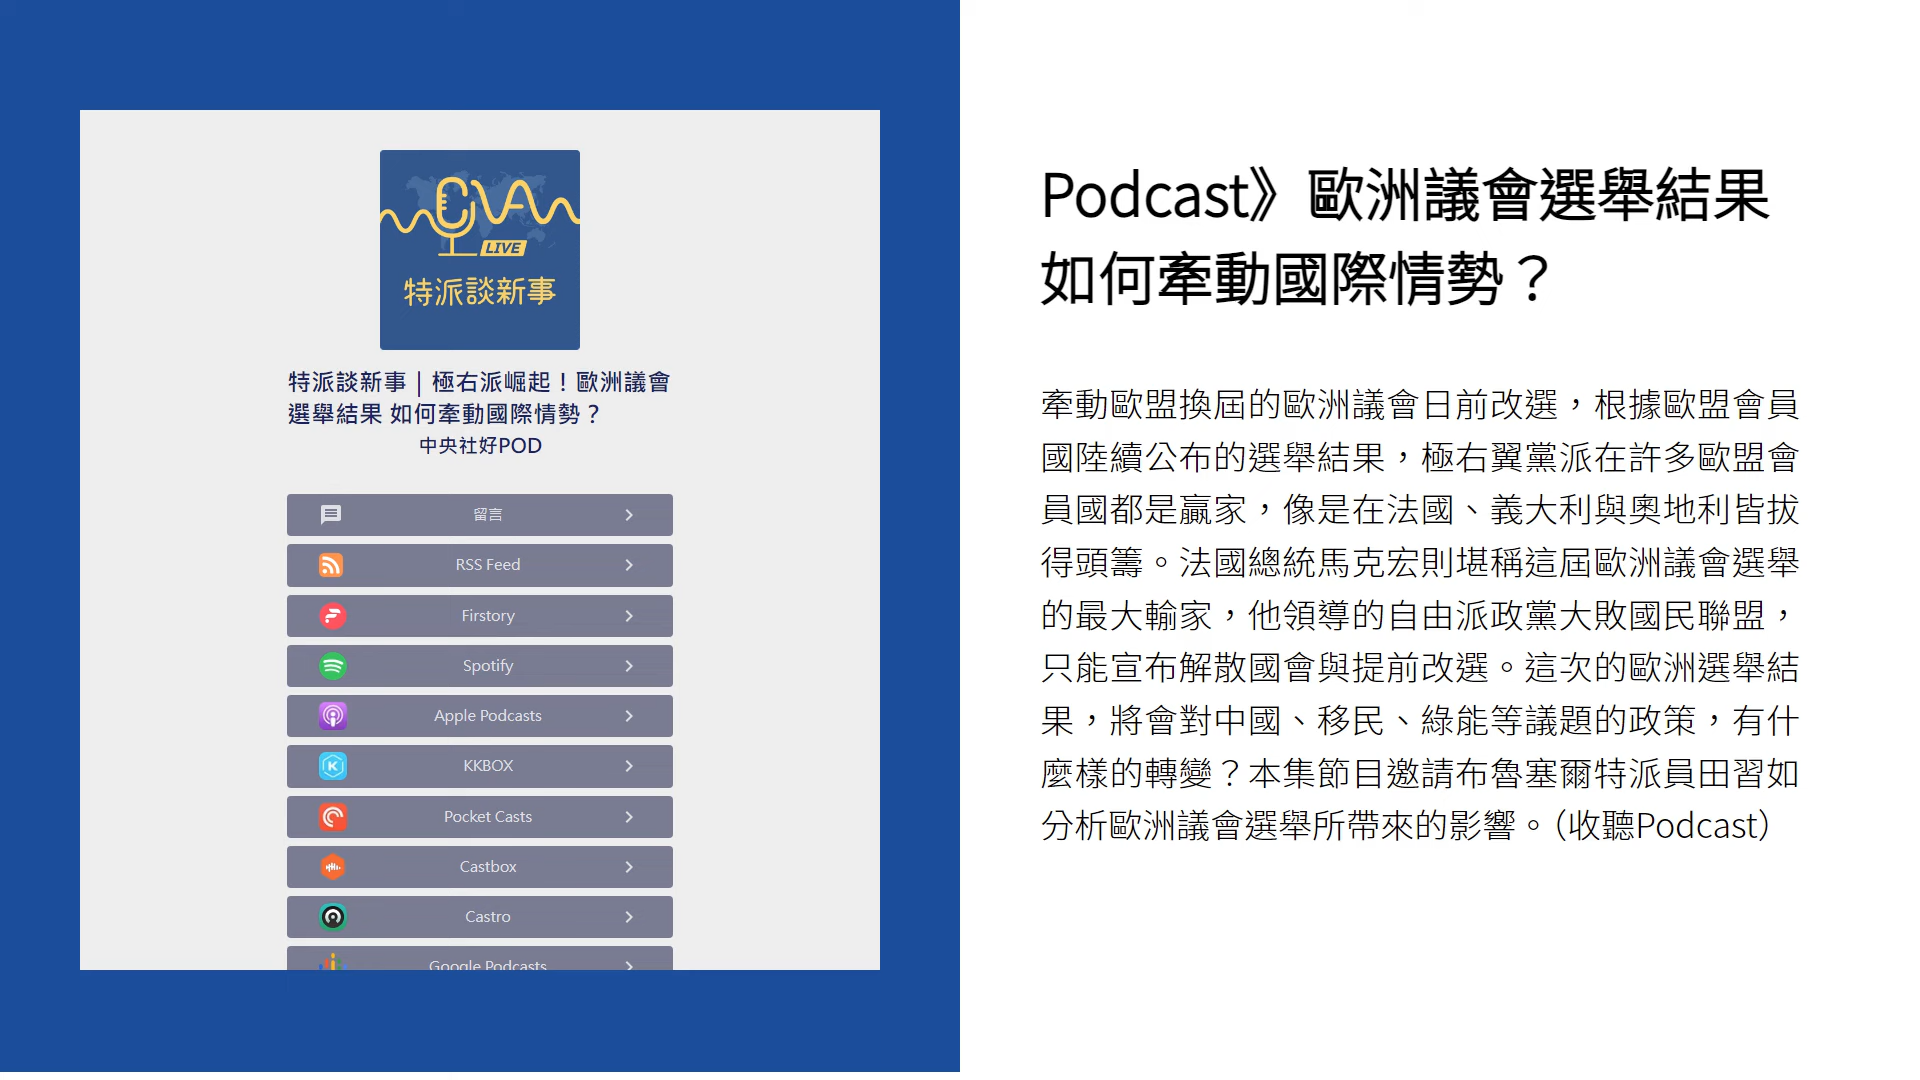 CNA
LIVE
特派談新事
特派談新事｜極右派崛起！歐洲議會
選舉結果 如何牽動國際情勢？
中央社好POD
留言
RSS Feed
Firstory
Spotify
Apple Podcasts
KKBOX
Pocket Casts
Castbox
Castro
Google Podcasts
Podcast》歐洲議會選舉結果
如何牽動國際情勢？
牽動歐盟換屆的歐洲議會日前改選，根據歐盟會員
國陸續公布的選舉結果，極右翼黨派在許多歐盟會
員國都是贏家，像是在法國、義大利與奧地利皆拔
得頭籌。法國總統馬克宏則堪稱這屆歐洲議會選舉
的最大輸家，他領導的自由派政黨大敗國民聯盟，
只能宣布解散國會與提前改選。這次的歐洲選舉結
果，將會對中國、移民、綠能等議題的政策，有什
麼樣的轉變？本集節目邀請布魯塞爾特派員田習如
分析歐洲議會選舉所帶來的影響。（收聽Podcast）